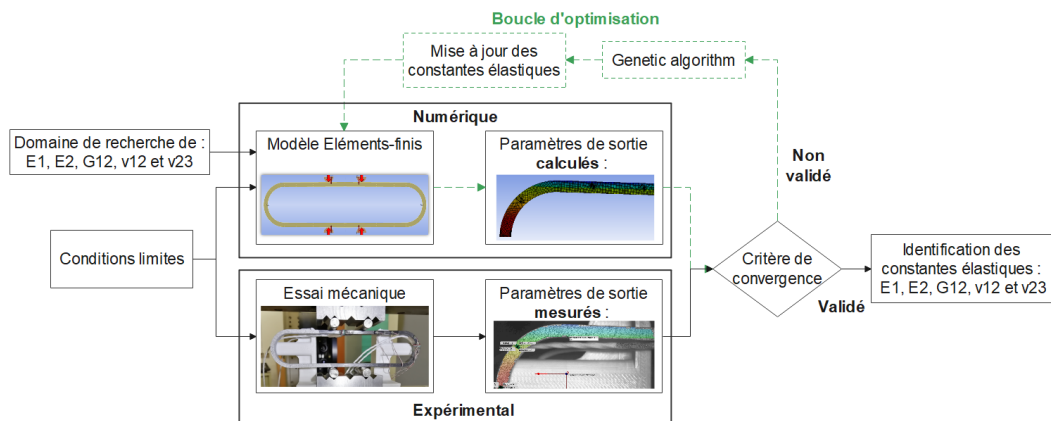 Boucle d'optimisation
Mise à jour des
constantes élastiques
Genetic algorithm
Numérique
Domaine de recherche de :
E1, E2, G12, v12 et v23
Modèle Eléments-finis
Paramètres de sortie
calculés :
Non
validé
Conditions limites
Critère de
convergence
Identification des
constantes élastiques :
E1, E2, G12, v12 et v23
Validé
Essai mécanique
Paramètres de sortie
mesurés :
Expérimental